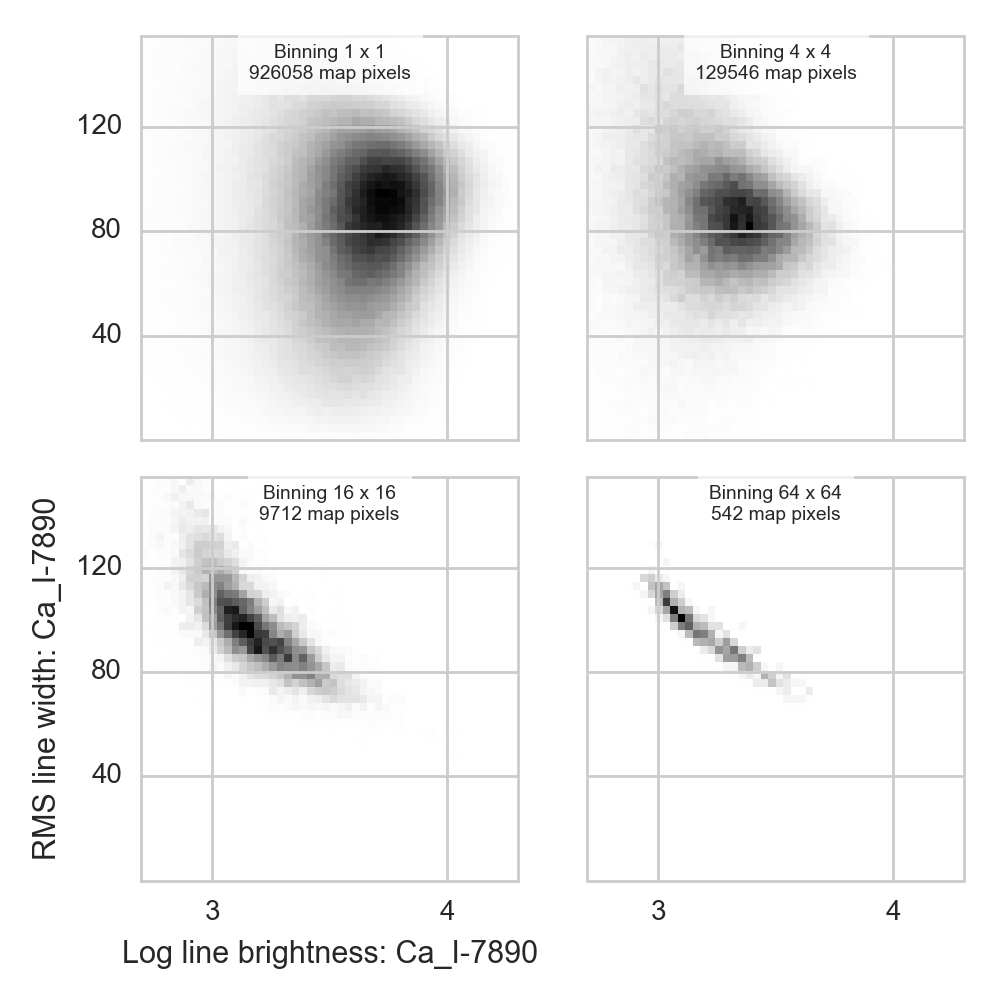 Binning 1 x 1
926058 map pixels
Binning 4 x 4
129546 map pixels
120
80
40
Binning 16 x 16
9712 map pixels
Binning 64 x 64
542 map pixels
120
80
40
RMS line width: Ca_I-7890
3
4
3
4
Log line brightness: Ca_I-7890